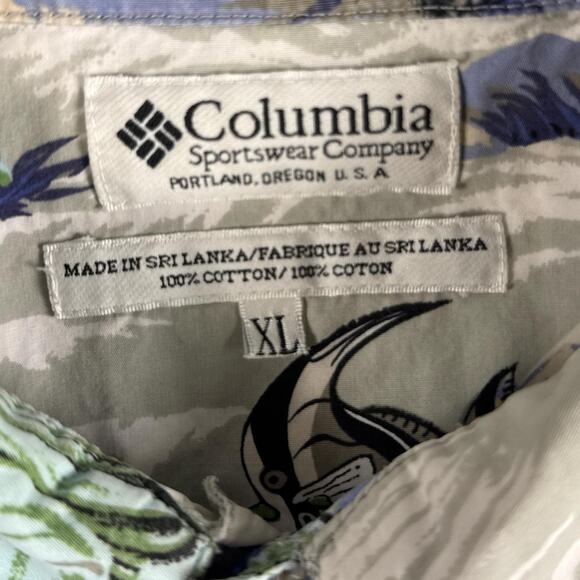 Columbia
Sportswear Company
PORTLAND, OREGON U.S.A
MADE IN SRI LANKA/FABRIQUE AU SRI LANKA
100% COTTON/ 100% COTON
XL